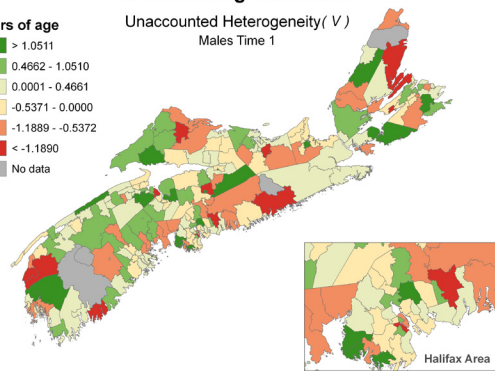 Unaccounted Heterogeneity( V )
Males Time 1
rs of age
> 1.0511
0.4662 - 1.0510
0.0001 - 0.4661
-0.5371 - 0.0000
-1.1889 - -0.5372
< -1.1890
No data
Halifax Area